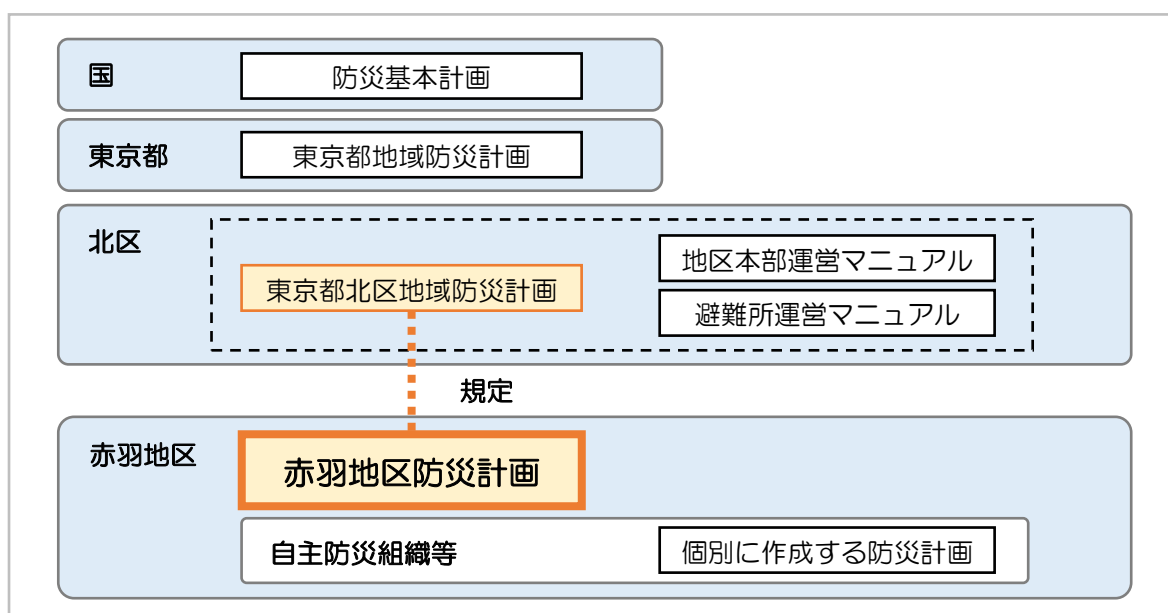 国
防災基本計画
東京都
東京都地域防災計画
北区
東京都北区地域防災計画
地区本部運営マニュアル
避難所運営マニュアル
規定
赤羽地区
赤羽地区防災計画
自主防災組織等
個別に作成する防災計画